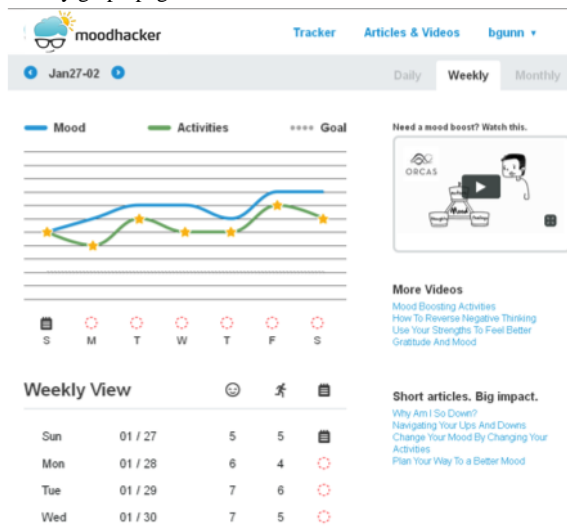 moodhacker
Tracker
Articles & Videos
bgunn
Jan27-02
Daily
Weekly
Monthly
Mood
Activities
Goal
S
M
T
W
T
F
S
Weekly View
Sun 01 / 27 5 5
Mon 01 / 28 6 4
Tue 01 / 29 7 6
Wed 01 / 30 7 5
Need a mood boost? Watch this.
ORCAS
Mood
More Videos
Mood Boosting Activities
How To Reverse Negative Thinking
Use Your Strengths To Feel Better
Gratitude And Mood
Short articles. Big impact.
Why Am I So Down?
Navigating Your Ups And Downs
Change Your Mood By Changing Your
Activities
Plan Your Way To a Better Mood